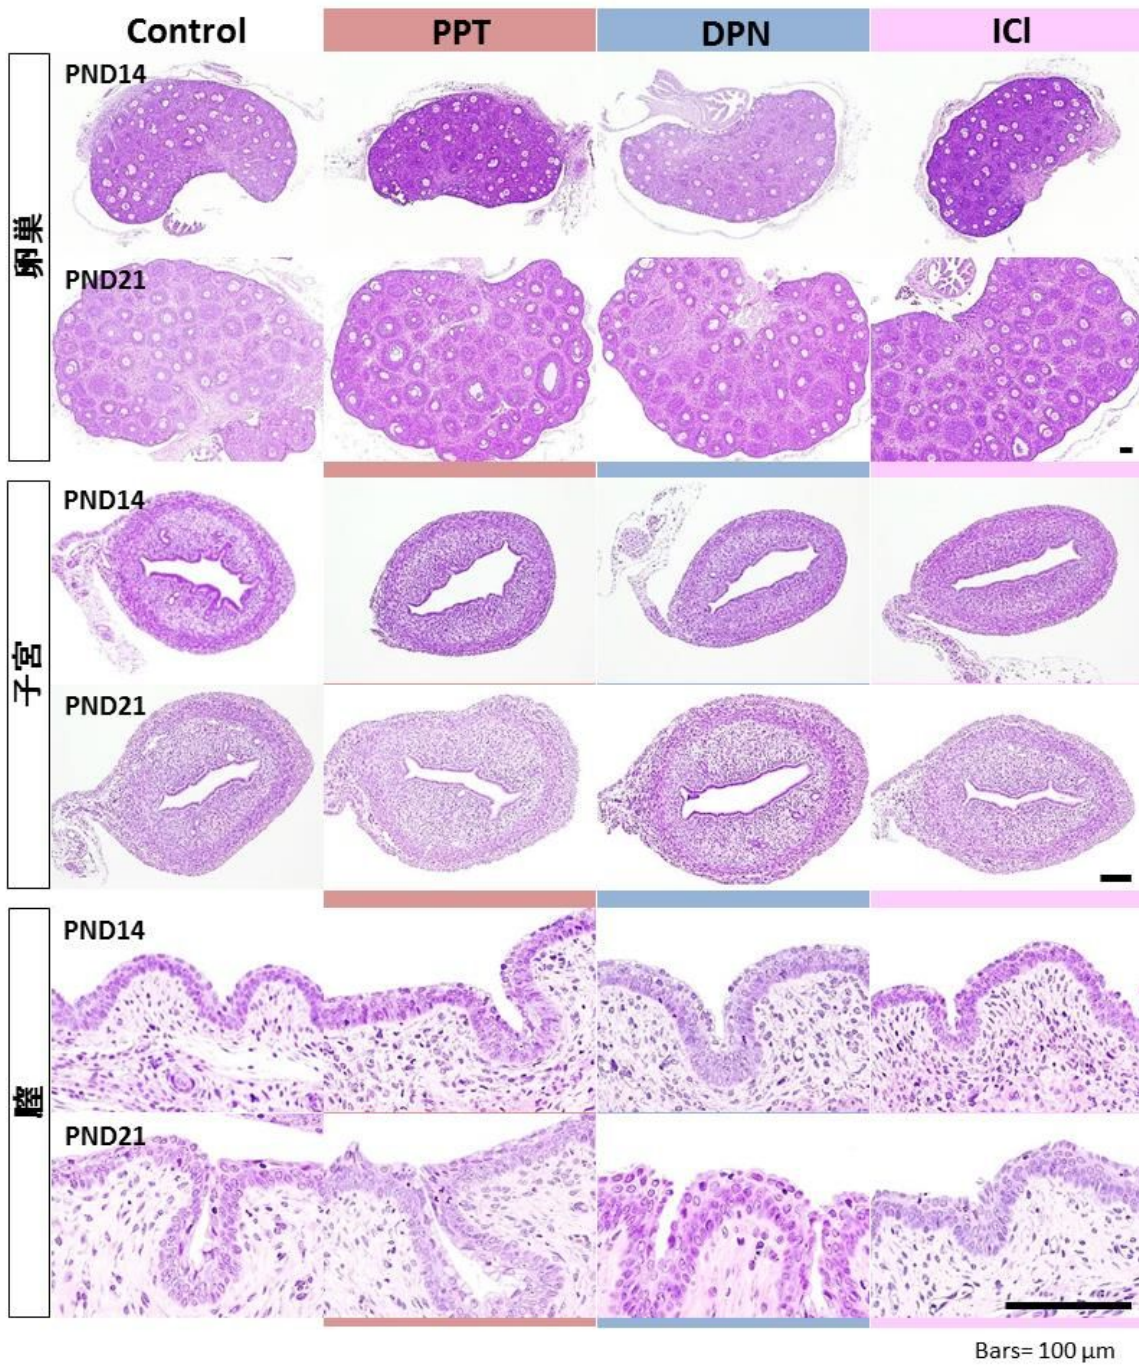 Control PPT DPN ICI
卵巣
PND14
PND21
子宮
PND14
PND21
膣
PND14
PND21
Bars= 100 μm